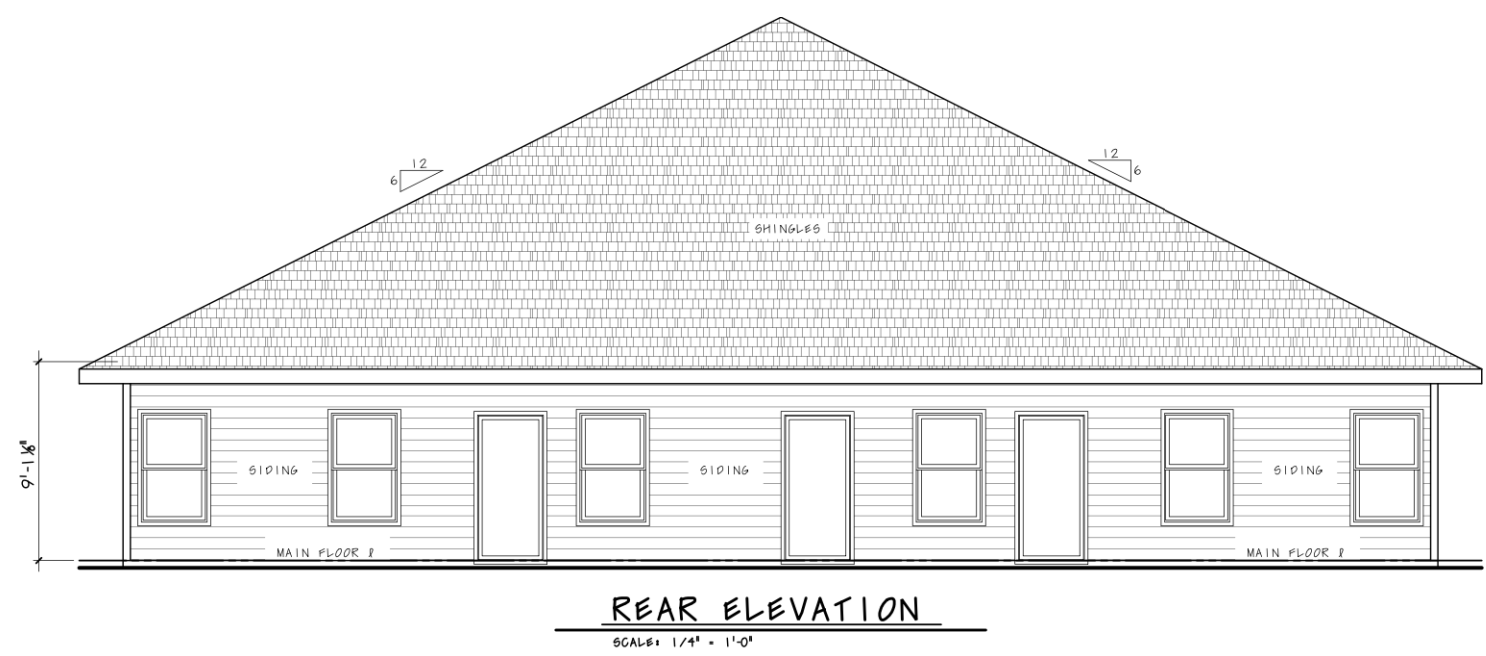 12
6
12
6
SHINGLES
9'-1 1/8"
SIDING
SIDING
SIDING
MAIN FLOOR &
MAIN FLOOR &
REAR ELEVATION
SCALE: 1/4" = 1'-0"